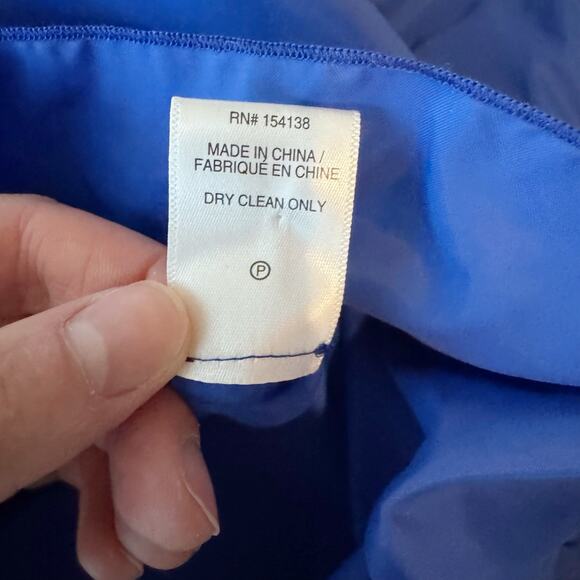 RN# 154138
MADE IN CHINA /
FABRIQUÉ EN CHINE
DRY CLEAN ONLY
P